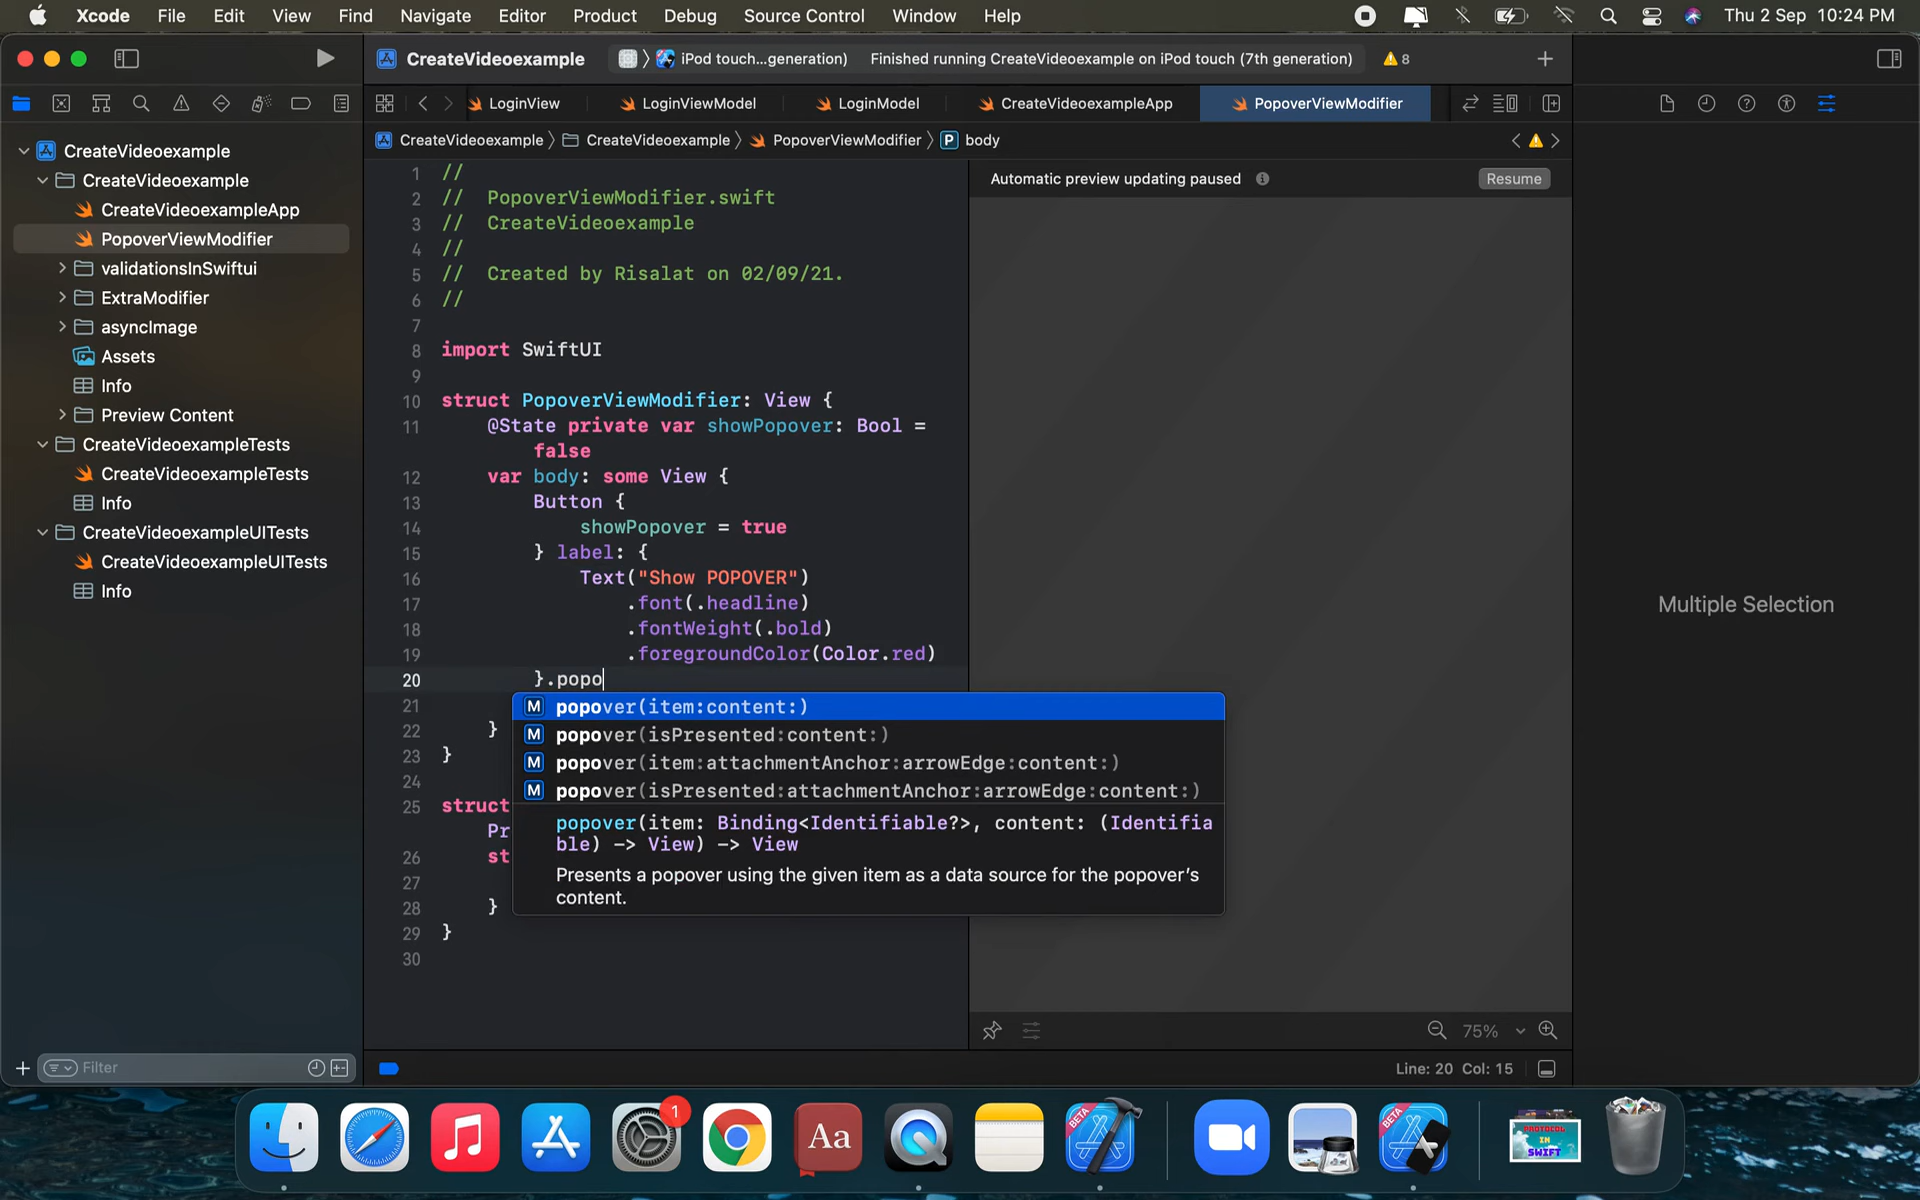 Xcode File Edit View Find Navigate Editor Product Debug Source Control Window Help Thu 2 Sep 10:24 PM
CreateVideoexample iPod touch...generation) Finished running CreateVideoexample on iPod touch (7th generation) 8
LoginView LoginViewModel LoginModel CreateVideoexampleApp PopoverViewModifier
CreateVideoexample CreateVideoexample PopoverViewModifier P body
CreateVideoexample
CreateVideoexample
CreateVideoexampleApp
PopoverViewModifier
validationsInSwiftui
ExtraModifier
asyncImage
Assets
Info
Preview Content
CreateVideoexampleTests
CreateVideoexampleTests
Info
CreateVideoexampleUITests
CreateVideoexampleUITests
Info
Filter
1 //
2 // PopoverViewModifier.swift
3 // CreateVideoexample
4 //
5 // Created by Risalat on 02/09/21.
6 //
7
8 import SwiftUI
9
10 struct PopoverViewModifier: View {
11 @State private var showPopover: Bool =
false
12 var body: some View {
13 Button {
14 showPopover = true
15 } label: {
16 Text("Show POPOVER")
17 .font(.headline)
18 .fontWeight(.bold)
19 .foregroundColor(Color.red)
20 }.popo
21
22 }
23 }
24
25 struct
Pr
26 st
27
28 }
29 }
30
M popover(item:content:)
M popover(isPresented:content:)
M popover(item:attachmentAnchor:arrowEdge:content:)
M popover(isPresented:attachmentAnchor:arrowEdge:content:)
popover(item: Binding<Identifiable?>, content: (Identifia
ble) -> View) -> View
Presents a popover using the given item as a data source for the popover's
content.
Automatic preview updating paused Resume
Multiple Selection
75%
Line: 20 Col: 15
1
Aa
BETA
BETA
PROTOCOL
IN
SWIFT